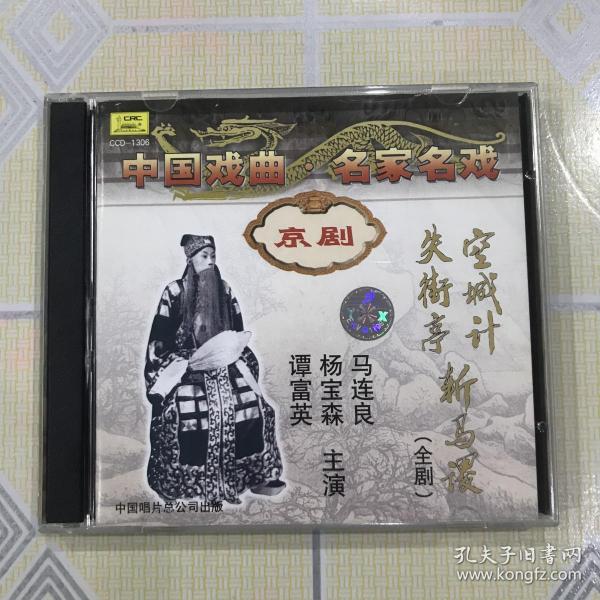 CRC
CCD-1306
中国戏曲 名家名戏
京剧
空城计
失街亭 斩马谡
(全剧)
马连良
杨宝森 主演
谭富英
中国唱片总公司出版
孔夫子旧书网
www.kongfz.com